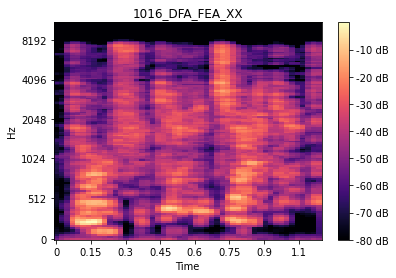 1016_DFA_FEA_XX
8192
4096
2048
1024
512
0
Hz
0 0.15 0.3 0.45 0.6 0.75 0.9 1.1
Time
-10 dB
-20 dB
-30 dB
-40 dB
-50 dB
-60 dB
-70 dB
-80 dB